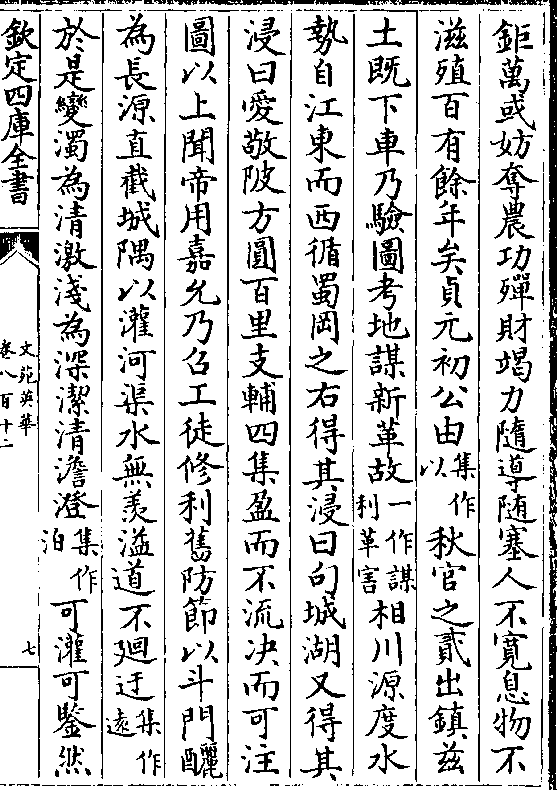 鉅萬或妨奪農功殫財竭力隨導随塞人不寛息物不
滋殖百有餘年矣貞元初公由集作以秋官之貳出鎮兹
土既下車乃驗圖考地謀新革故一作謀利革害相川源度水
勢自江東而西循蜀岡之右得其浸曰句城湖又得其
浸曰愛敬陂方圓百里支輔四集盈而不流决而可注
圖以上聞帝用嘉允乃召工徒修利舊防節以斗門釃
為長源直截城隅以灌河渠水無羡溢道不廻迂集作遠
於是變濁為清激淺為深潔清澹澄集作泊可灌可鑒然
欽定四庫全書
文苑英華
卷八百十二
七